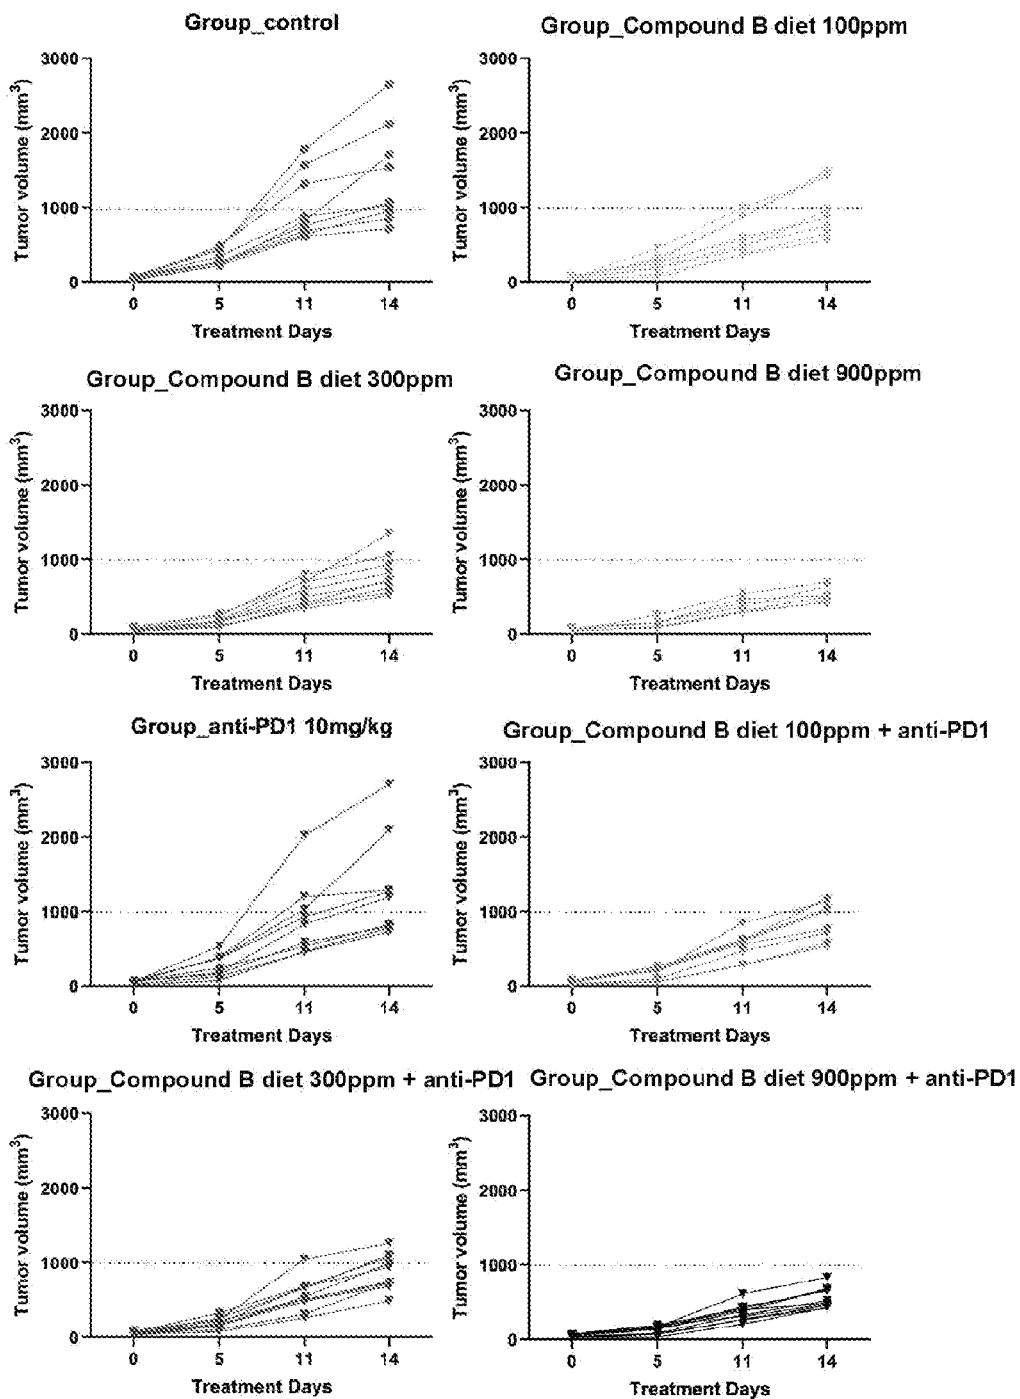 Group_control
Group_Compound B diet 100ppm
3000
2000
1000
0
Tumor volume (mm³)
0 5 11 14
Treatment Days
3000
2000
1000
0
Tumor volume (mm³)
0 5 11 14
Treatment Days
Group_Compound B diet 300ppm
Group_Compound B diet 900ppm
3000
2000
1000
0
Tumor volume (mm³)
0 5 11 14
Treatment Days
3000
2000
1000
0
Tumor volume (mm³)
0 5 11 14
Treatment Days
Group_anti-PD1 10mg/kg
Group_Compound B diet 100ppm + anti-PD1
3000
2000
1000
0
Tumor volume (mm³)
0 5 11 14
Treatment Days
3000
2000
1000
0
Tumor volume (mm³)
0 5 11 14
Treatment Days
Group_Compound B diet 300ppm + anti-PD1
Group_Compound B diet 900ppm + anti-PD1
3000
2000
1000
0
Tumor volume (mm³)
0 5 11 14
Treatment Days
3000
2000
1000
0
Tumor volume (mm³)
0 5 11 14
Treatment Days